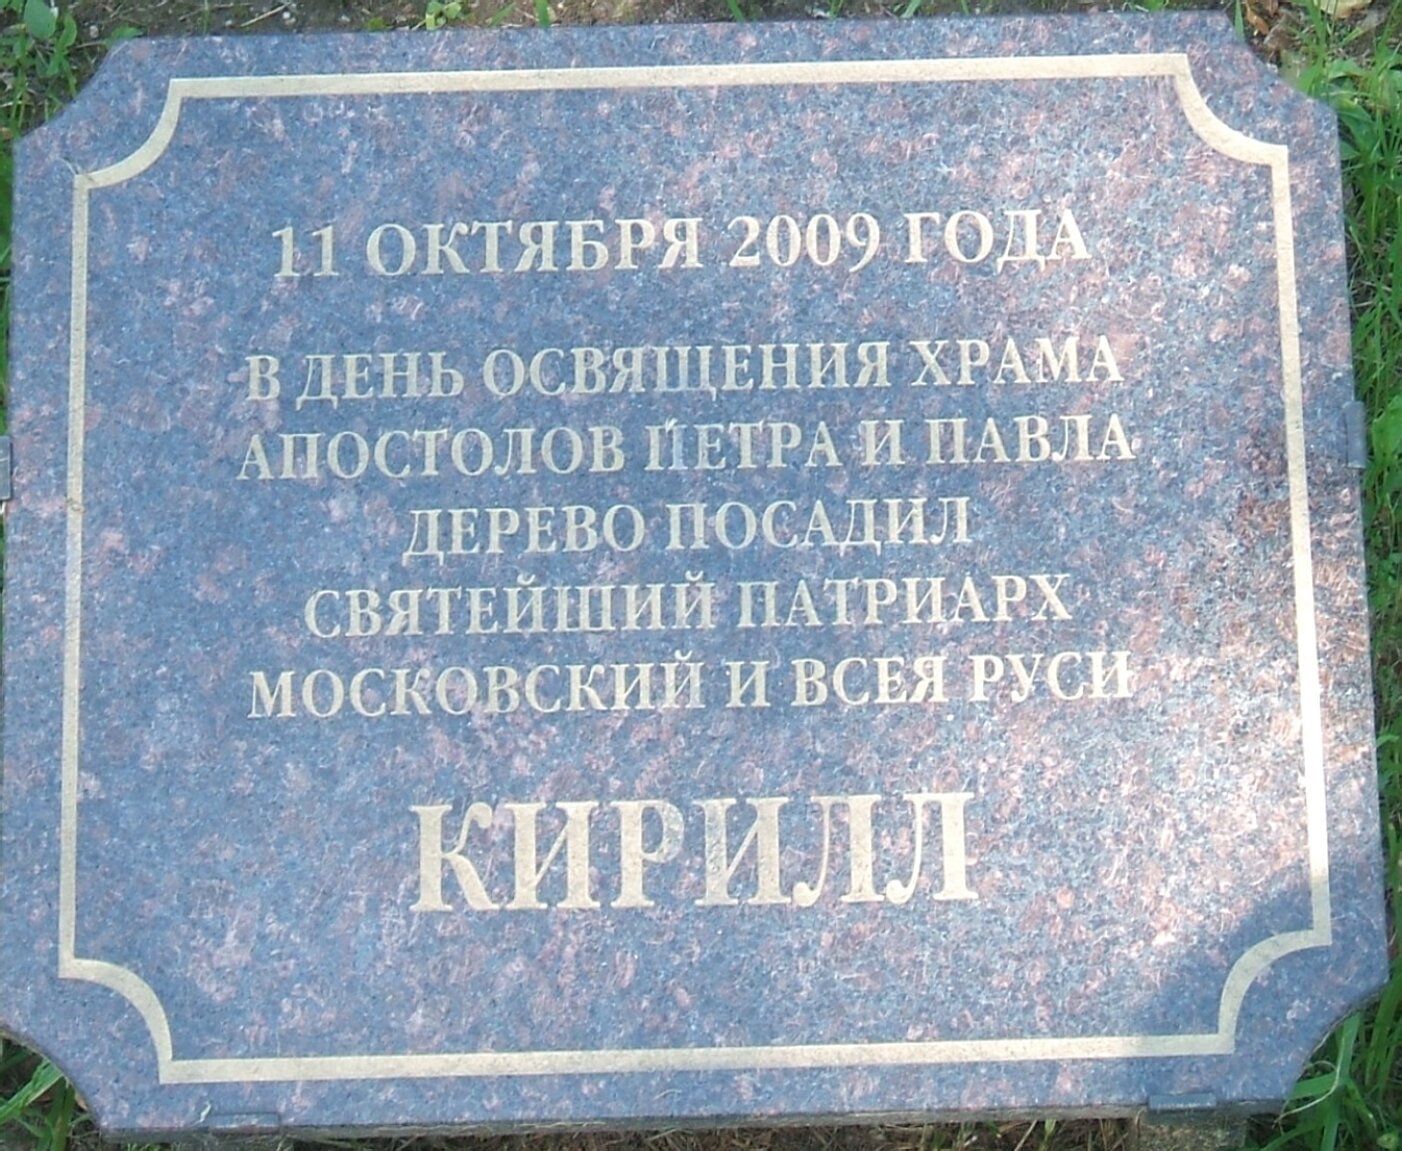 11 ОКТЯБРЯ 2009 ГОДА
В ДЕНЬ ОСВЯЩЕНИЯ ХРАМА
АПОСТОЛОВ ПЕТРА И ПАВЛА
ДЕРЕВО ПОСАДИЛ
СВЯТЕЙШИЙ ПАТРИАРХ
МОСКОВСКИЙ И ВСЕЯ РУСИ
КИРИЛЛ